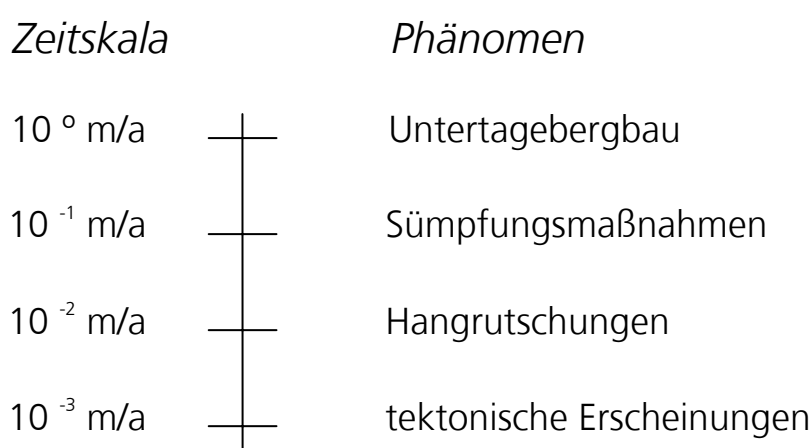 Zeitskala Phänomen
10 º m/a Untertagebergbau
10 ⁻¹ m/a Sümpfungsmaßnahmen
10 ⁻² m/a Hangrutschungen
10 ⁻³ m/a tektonische Erscheinungen